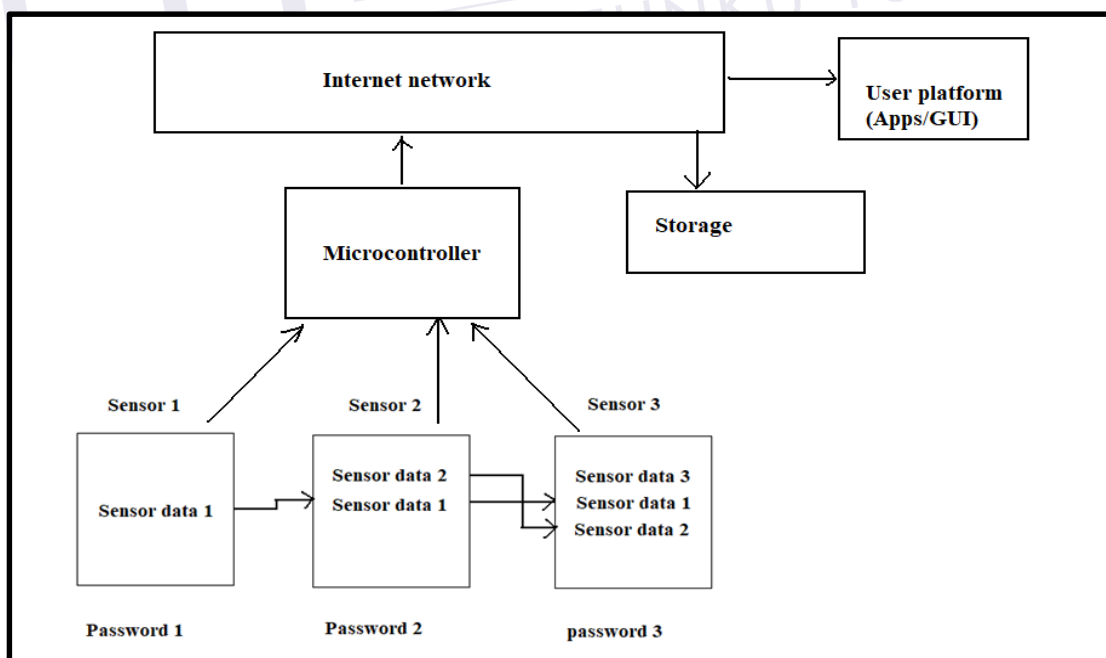 Internet network
User platform
(Apps/GUI)
Storage
Microcontroller
Sensor 1
Sensor 2
Sensor 3
Sensor data 1
Sensor data 2
Sensor data 1
Sensor data 3
Sensor data 1
Sensor data 2
Password 1
Password 2
password 3